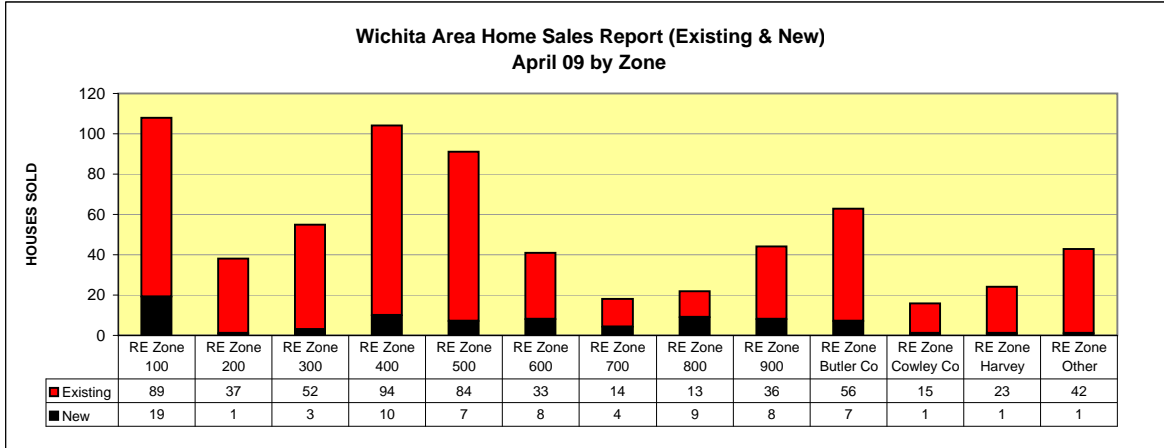 Wichita Area Home Sales Report (Existing & New)
April 09 by Zone
HOUSES SOLD
120
100
80
60
40
20
0
RE Zone 100 RE Zone 200 RE Zone 300 RE Zone 400 RE Zone 500 RE Zone 600 RE Zone 700 RE Zone 800 RE Zone 900 RE Zone Butler Co RE Zone Cowley Co RE Zone Harvey RE Zone Other
Existing 89 37 52 94 84 33 14 13 36 56 15 23 42
New 19 1 3 10 7 8 4 9 8 7 1 1 1